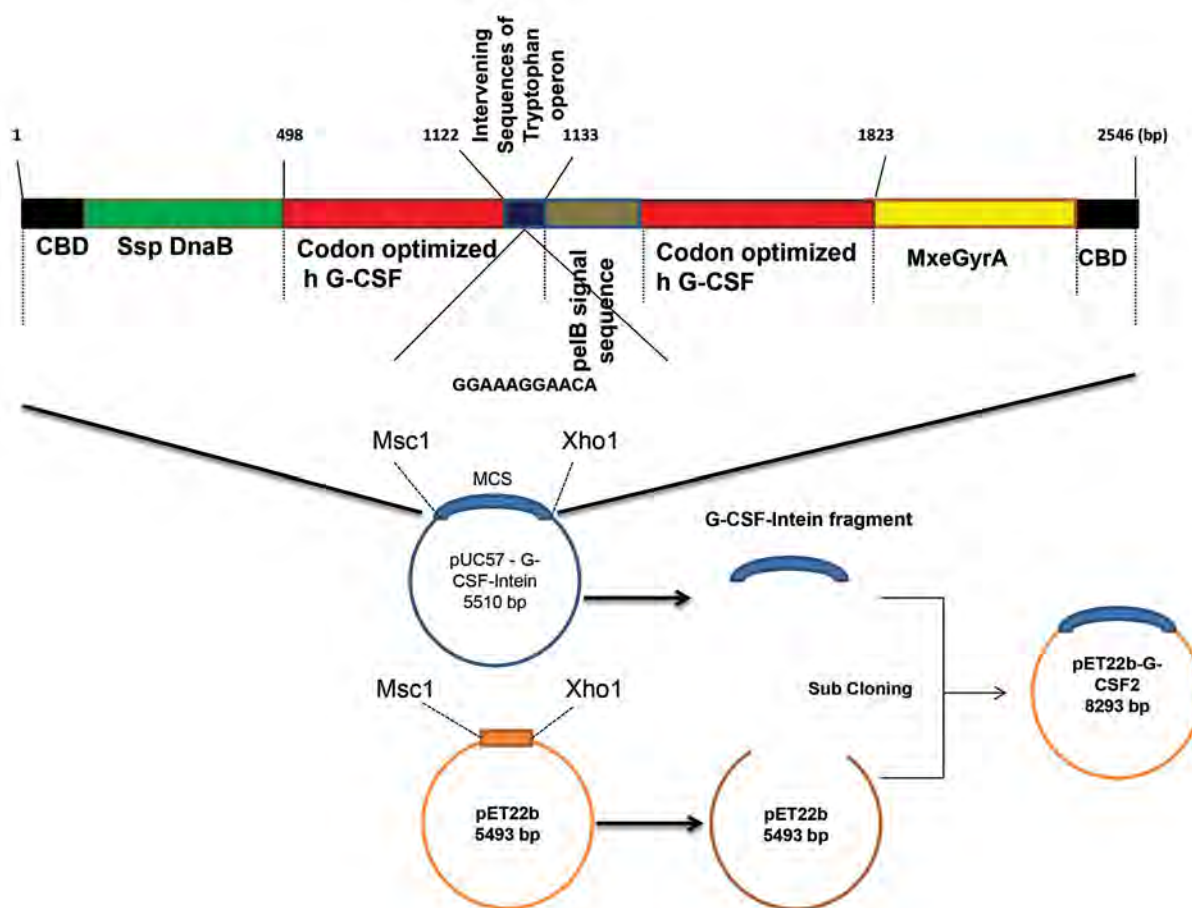 Intervening
Sequences of
Tryptophan
operon
1
498
1122
1133
1823
2546 (bp)
CBD
Ssp DnaB
Codon optimized
h G-CSF
pelB signal
sequence
Codon optimized
h G-CSF
MxeGyrA
CBD
GGAAAGGAACA
Msc1
Xho1
MCS
pUC57 - G-
CSF-Intein
5510 bp
G-CSF-Intein fragment
Msc1
Xho1
Sub Cloning
pET22b-G-
CSF2
8293 bp
pET22b
5493 bp
pET22b
5493 bp